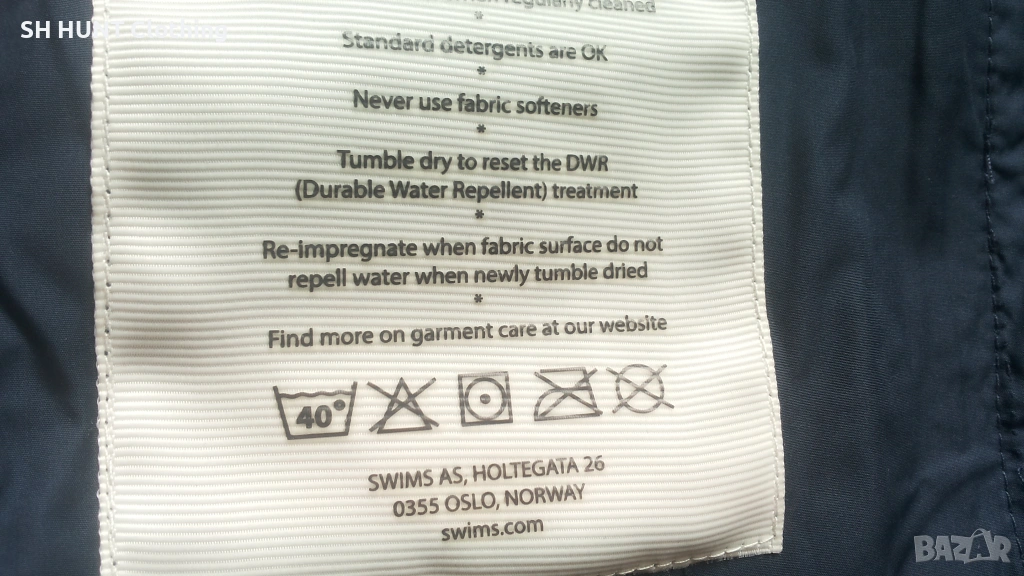 SH HU
regularly cleaned
*
Standard detergents are OK
*
Never use fabric softeners
*
Tumble dry to reset the DWR
(Durable Water Repellent) treatment
*
Re-impregnate when fabric surface do not
repell water when newly tumble dried
*
Find more on garment care at our website
40°
SWIMS AS, HOLTEGATA 26
0355 OSLO, NORWAY
swims.com
BAZAR